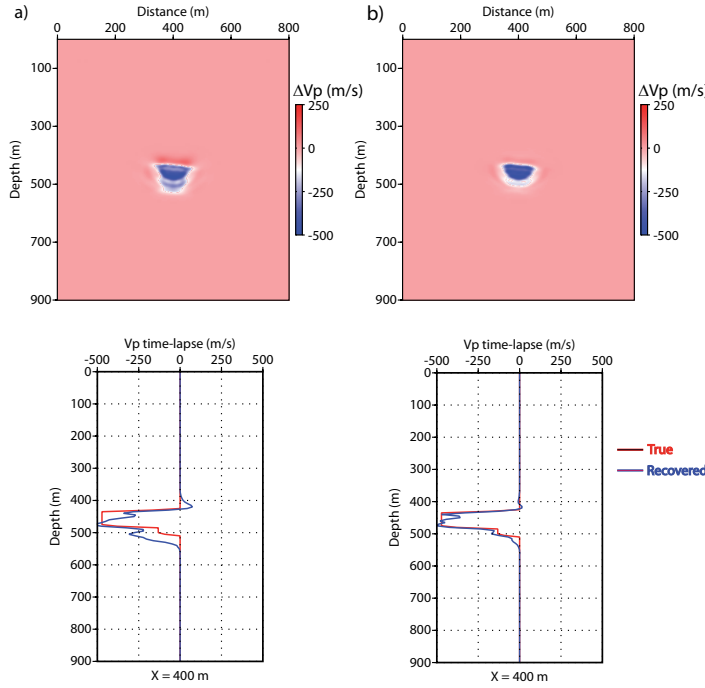 a)
Distance (m)
0 200 400 600 800
100
300
500
700
900
Depth (m)
ΔVp (m/s)
250
0
-250
-500
b)
Distance (m)
0 200 400 600 800
100
300
500
700
900
Depth (m)
ΔVp (m/s)
250
0
-250
-500
Vp time-lapse (m/s)
-500 -250 0 250 500
0
100
200
300
400
500
600
700
800
900
Depth (m)
X = 400 m
Vp time-lapse (m/s)
-500 -250 0 250 500
0
100
200
300
400
500
600
700
800
900
Depth (m)
X = 400 m
True
Recovered